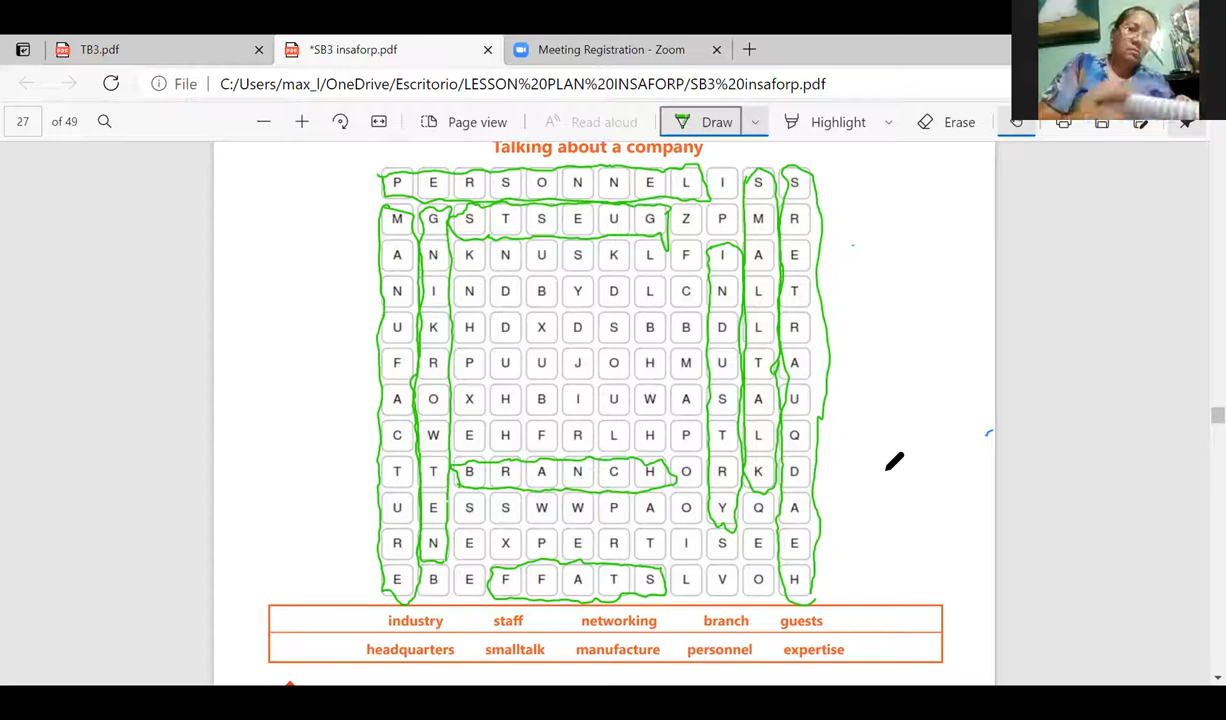 TB3.pdf
*SB3 insaforp.pdf
Meeting Registration - Zoom
File
C:/Users/max_l/OneDrive/Escritorio/LESSON%20PLAN%20INSAFORP/SB3%20insaforp.pdf
27 of 49
Page view
Read aloud
Draw
Highlight
Erase
Talking about a company
P E R S O N N E L I S S
M G S T S E U G Z P M R
A N K N U S K L F I A E
N I N D B Y D L C N L T
U K H D X D S B B D L R
F R P U U J O H M U T A
A O X H B I U W A S A U
C W E H F R L H P T L Q
T T B R A N C H O R K D
U E S S W W P A O Y Q A
R N E X P E R T I S E E
E B E F F A T S L V O H
industry staff networking branch guests
headquarters smalltalk manufacture personnel expertise